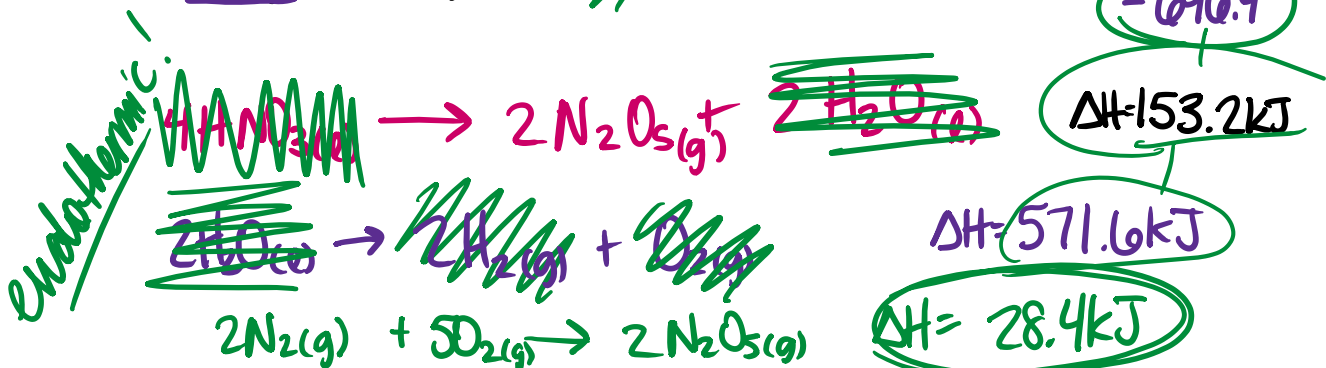 -696.4
endothermic!
4HNO3(l) → 2N2O5(g) + 2H2O(l) ΔH=153.2kJ
2H2O(l) → 2H2(g) + O2(g) ΔH=571.6kJ
2N2(g) + 5O2(g) → 2N2O5(g) ΔH= 28.4kJ